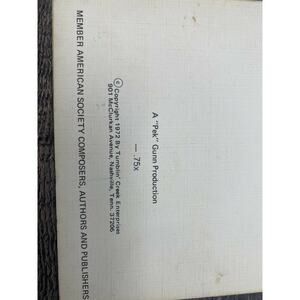 A "Pek" Gunn Production
— .75x
© Copyright 1972 By Tumblin' Creek Enterprises
901 McClurkan Avenue, Nashville, Tenn. 37206
MEMBER AMERICAN SOCIETY COMPOSERS, AUTHORS AND PUBLISHERS